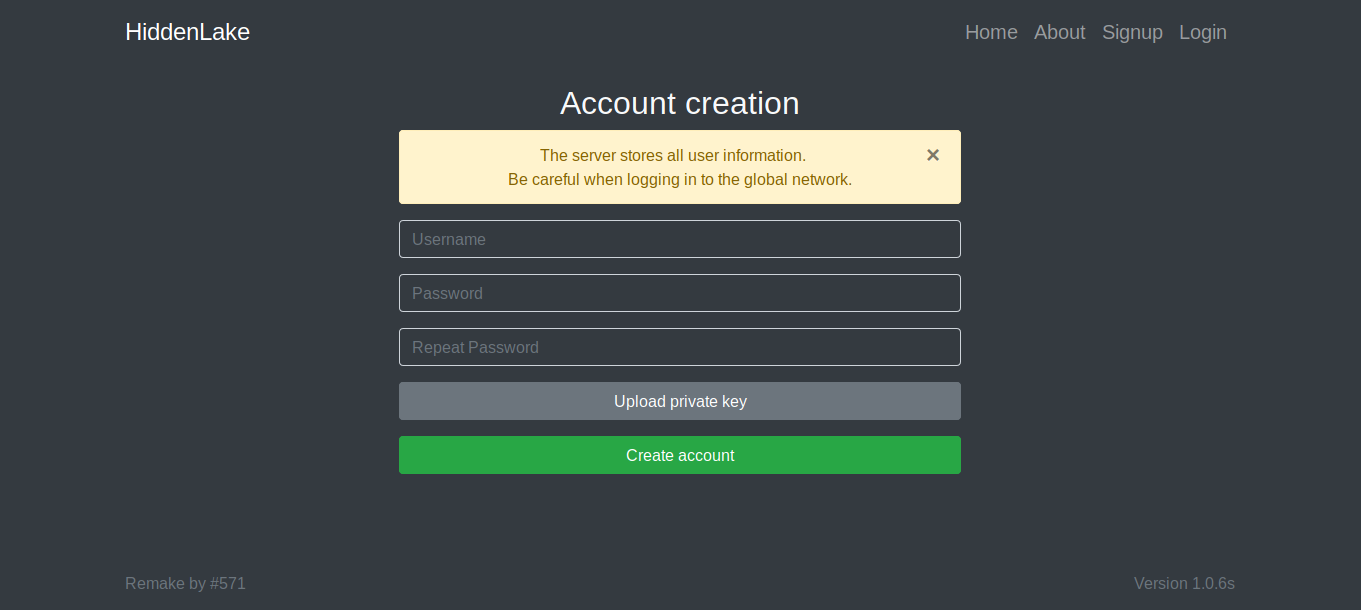 HiddenLake
Home About Signup Login
Account creation
The server stores all user information. ×
Be careful when logging in to the global network.
Username
Password
Repeat Password
Upload private key
Create account
Remake by #571
Version 1.0.6s